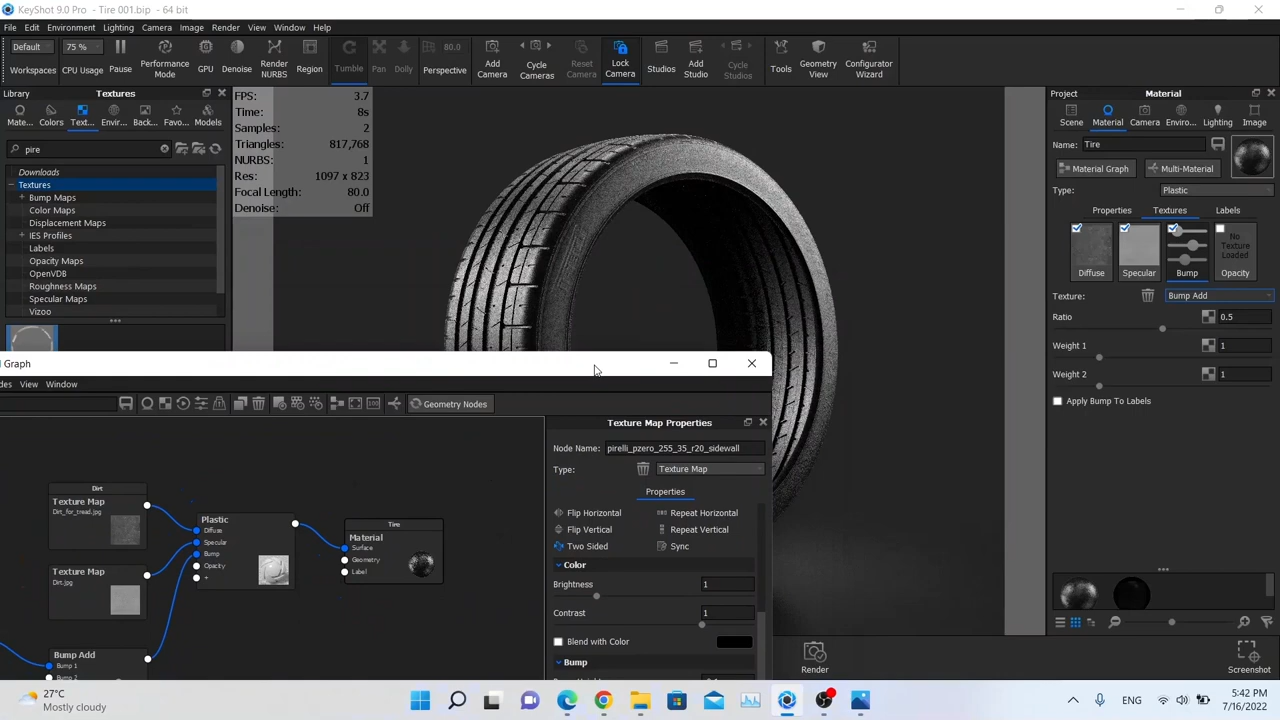 KeyShot 9.0 Pro - Tire 001.bip - 64 bit
File Edit Environment Lighting Camera Image Render View Window Help
Default 75 % 80.0
Workspaces CPU Usage Pause Performance Mode GPU Denoise Render NURBS Region Tumble Pan Dolly Perspective Add Camera Cycle Cameras Reset Camera Lock Camera Studios Add Studio Cycle Studios Tools Geometry View Configurator Wizard
Library Textures
Mate... Colors Text... Envir... Back... Favo... Models
pire
Downloads
Textures
Bump Maps
Color Maps
Displacement Maps
IES Profiles
Labels
Opacity Maps
OpenVDB
Roughness Maps
Specular Maps
Vizoo
FPS: 3.7
Time: 8s
Samples: 2
Triangles: 817,768
NURBS: 1
Res: 1097 x 823
Focal Length: 80.0
Denoise: Off
Project Material
Scene Material Camera Enviro... Lighting Image
Name: Tire
Material Graph Multi-Material
Type: Plastic
Properties Textures Labels
No Texture Loaded
Diffuse Specular Bump Opacity
Texture: Bump Add
Ratio 0.5
Weight 1 1
Weight 2 1
Apply Bump To Labels
Graph
des View Window
Geometry Nodes
Texture Map Properties
Node Name: pirelli_pzero_255_35_r20_sidewall
Type: Texture Map
Properties
Flip Horizontal Repeat Horizontal
Flip Vertical Repeat Vertical
Two Sided Sync
Color
Brightness 1
Contrast 1
Blend with Color
Bump
Dirt
Texture Map
Dirt_for_tread.jpg
Texture Map
Dirt.jpg
Plastic
Diffuse
Specular
Bump
Opacity
+
Tire
Material
Surface
Geometry
Label
Bump Add
Bump 1
Render
Screenshot
27°C
Mostly cloudy
ENG
5:42 PM
7/16/2022